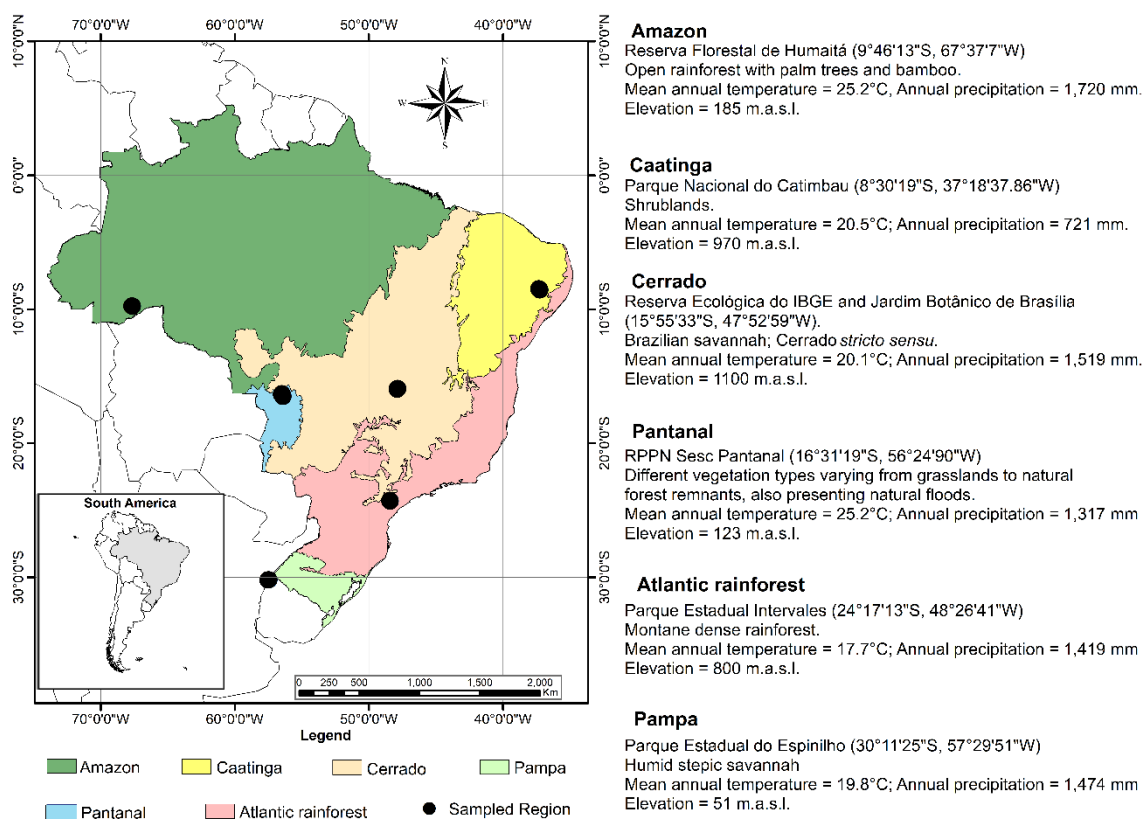 70°0'0"W 60°0'0"W 50°0'0"W 40°0'0"W
10°0'0"N
0°0'0"
10°0'0"S
20°0'0"S
30°0'0"S
10°0'0"N
0°0'0"
10°0'0"S
20°0'0"S
30°0'0"S
N
W E
S
South America
0 250 500 1,000 1,500 2,000
Km
70°0'0"W 60°0'0"W 50°0'0"W 40°0'0"W
Legend
Amazon Caatinga Cerrado Pampa
Pantanal Atlantic rainforest Sampled Region
Amazon
Reserva Florestal de Humaitá (9°46'13"S, 67°37'7"W)
Open rainforest with palm trees and bamboo.
Mean annual temperature = 25.2°C, Annual precipitation = 1,720 mm.
Elevation = 185 m.a.s.l.
Caatinga
Parque Nacional do Catimbau (8°30'19"S, 37°18'37.86"W)
Shrublands.
Mean annual temperature = 20.5°C; Annual precipitation = 721 mm.
Elevation = 970 m.a.s.l.
Cerrado
Reserva Ecológica do IBGE and Jardim Botânico de Brasília
(15°55'33"S, 47°52'59"W).
Brazilian savannah; Cerrado stricto sensu.
Mean annual temperature = 20.1°C; Annual precipitation = 1,519 mm.
Elevation = 1100 m.a.s.l.
Pantanal
RPPN Sesc Pantanal (16°31'19"S, 56°24'90"W)
Different vegetation types varying from grasslands to natural
forest remnants, also presenting natural floods.
Mean annual temperature = 25.2°C; Annual precipitation = 1,317 mm.
Elevation = 123 m.a.s.l.
Atlantic rainforest
Parque Estadual Intervales (24°17'13"S, 48°26'41"W)
Montane dense rainforest.
Mean annual temperature = 17.7°C; Annual precipitation = 1,419 mm
Elevation = 800 m.a.s.l.
Pampa
Parque Estadual do Espinilho (30°11'25"S, 57°29'51"W)
Humid stepic savannah
Mean annual temperature = 19.8°C; Annual precipitation = 1,474 mm
Elevation = 51 m.a.s.l.